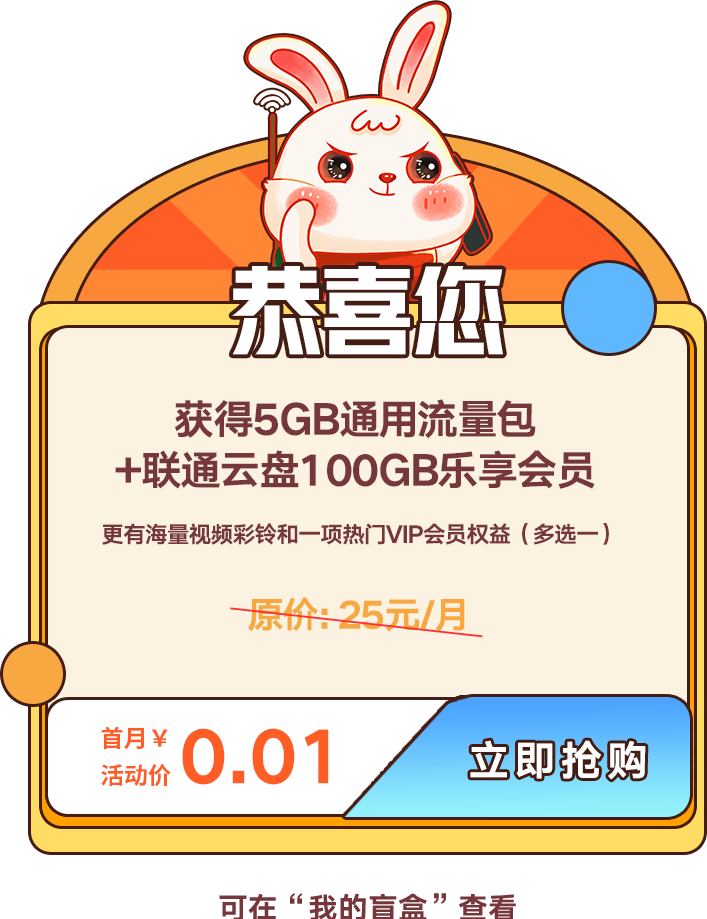 恭喜您
获得5GB通用流量包
+联通云盘100GB乐享会员
更有海量视频彩铃和一项热门VIP会员权益（多选一）
原价: 25元/月
首月￥
活动价
0.01
立即抢购
可在“我的盲盒”查看